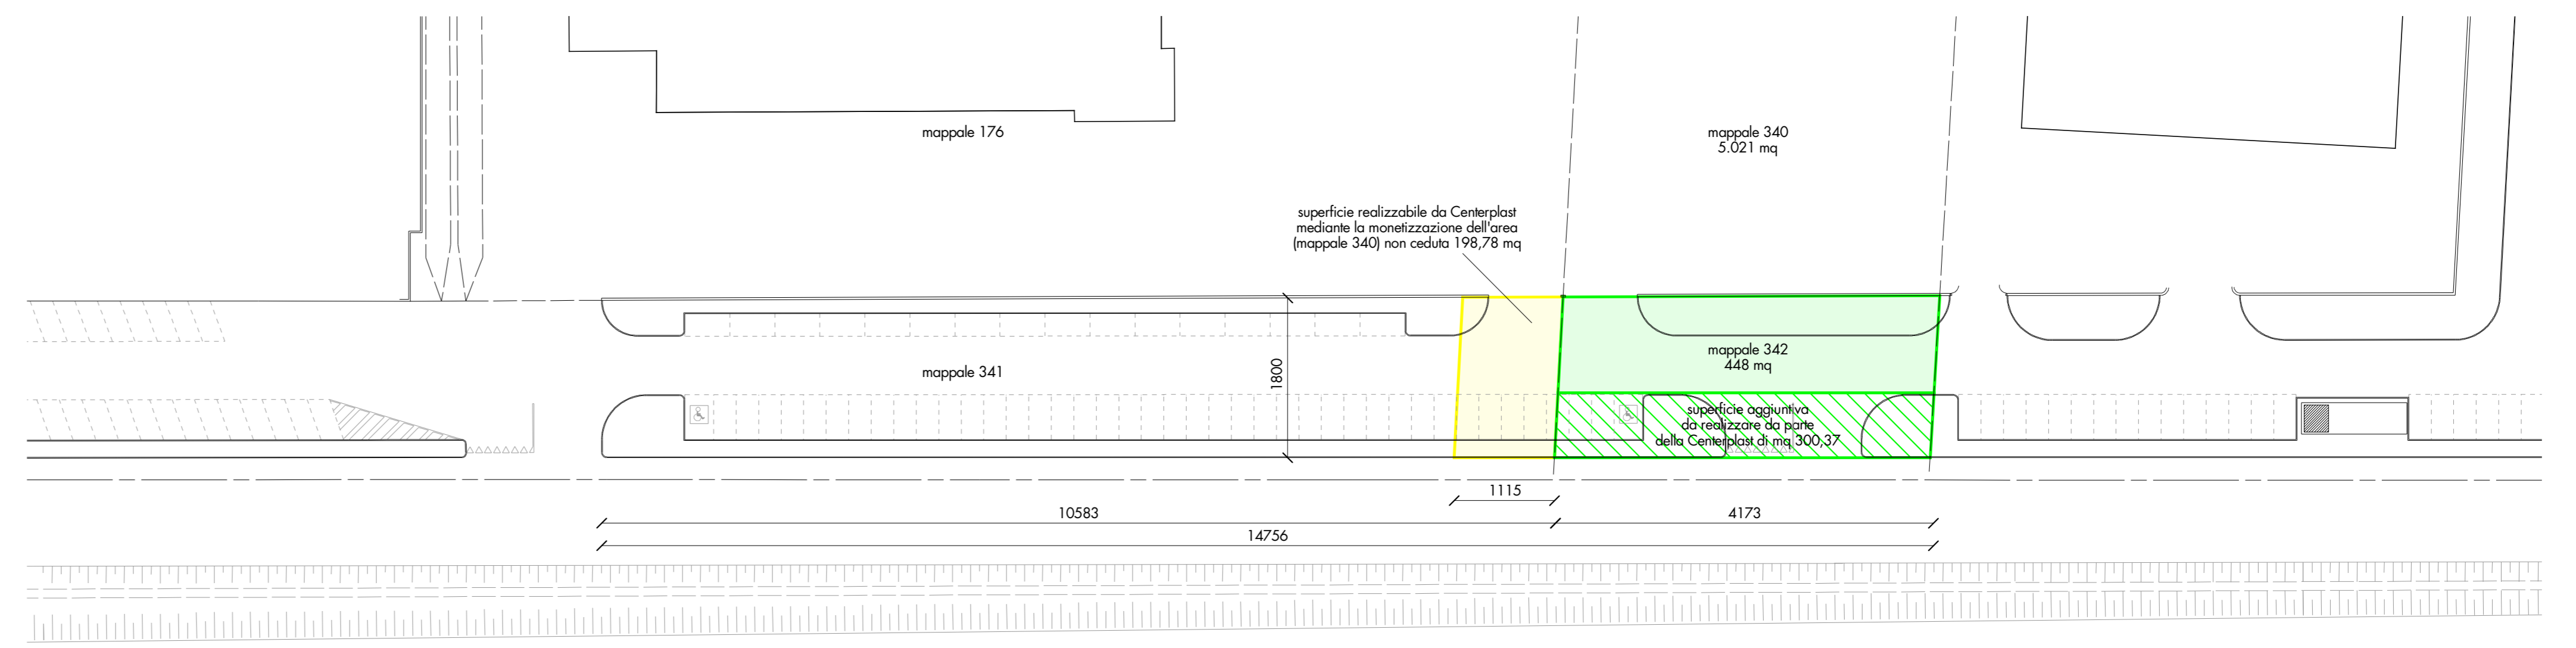 mappale 176
mappale 340
5.021 mq
superficie realizzabile da Centerplast
mediante la monetizzazione dell'area
(mappale 340) non ceduta 198,78 mq
mappale 341
1800
mappale 342
448 mq
superficie aggiuntiva
da realizzare da parte
della Centerplast di mq 300,37
1115
10583
4173
14756